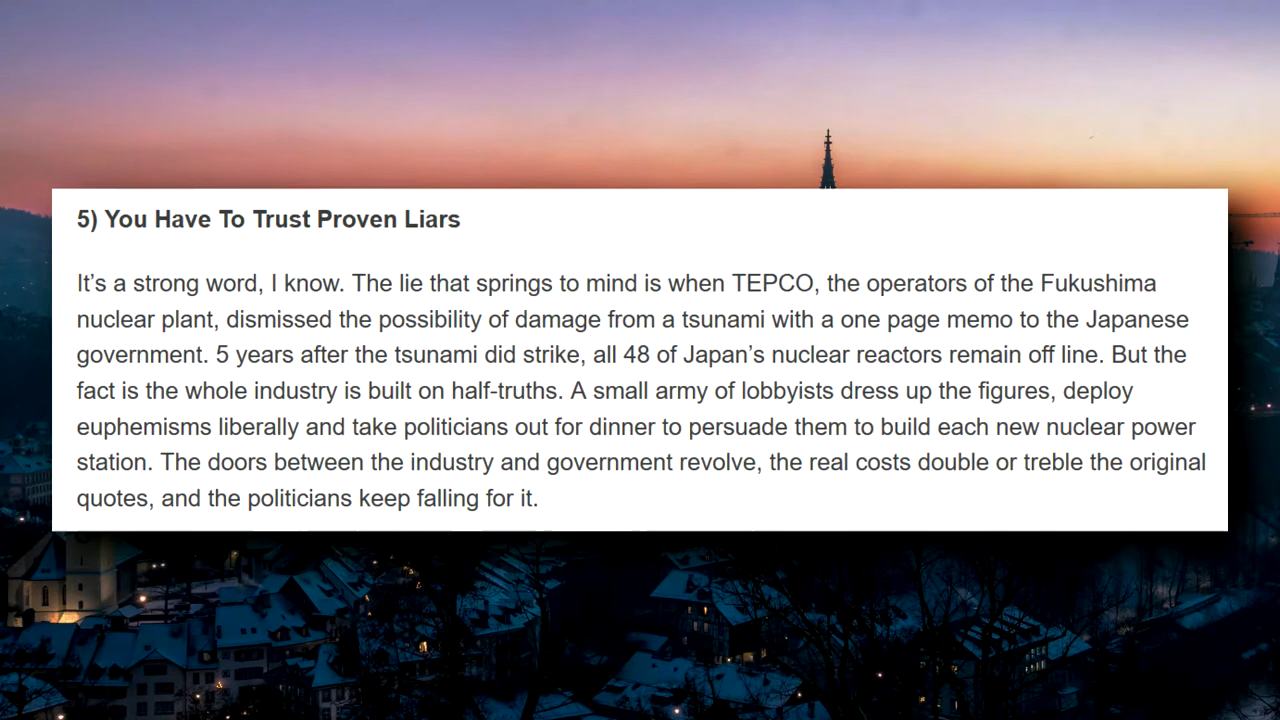 5) You Have To Trust Proven Liars
It’s a strong word, I know. The lie that springs to mind is when TEPCO, the operators of the Fukushima
nuclear plant, dismissed the possibility of damage from a tsunami with a one page memo to the Japanese
government. 5 years after the tsunami did strike, all 48 of Japan’s nuclear reactors remain off line. But the
fact is the whole industry is built on half-truths. A small army of lobbyists dress up the figures, deploy
euphemisms liberally and take politicians out for dinner to persuade them to build each new nuclear power
station. The doors between the industry and government revolve, the real costs double or treble the original
quotes, and the politicians keep falling for it.